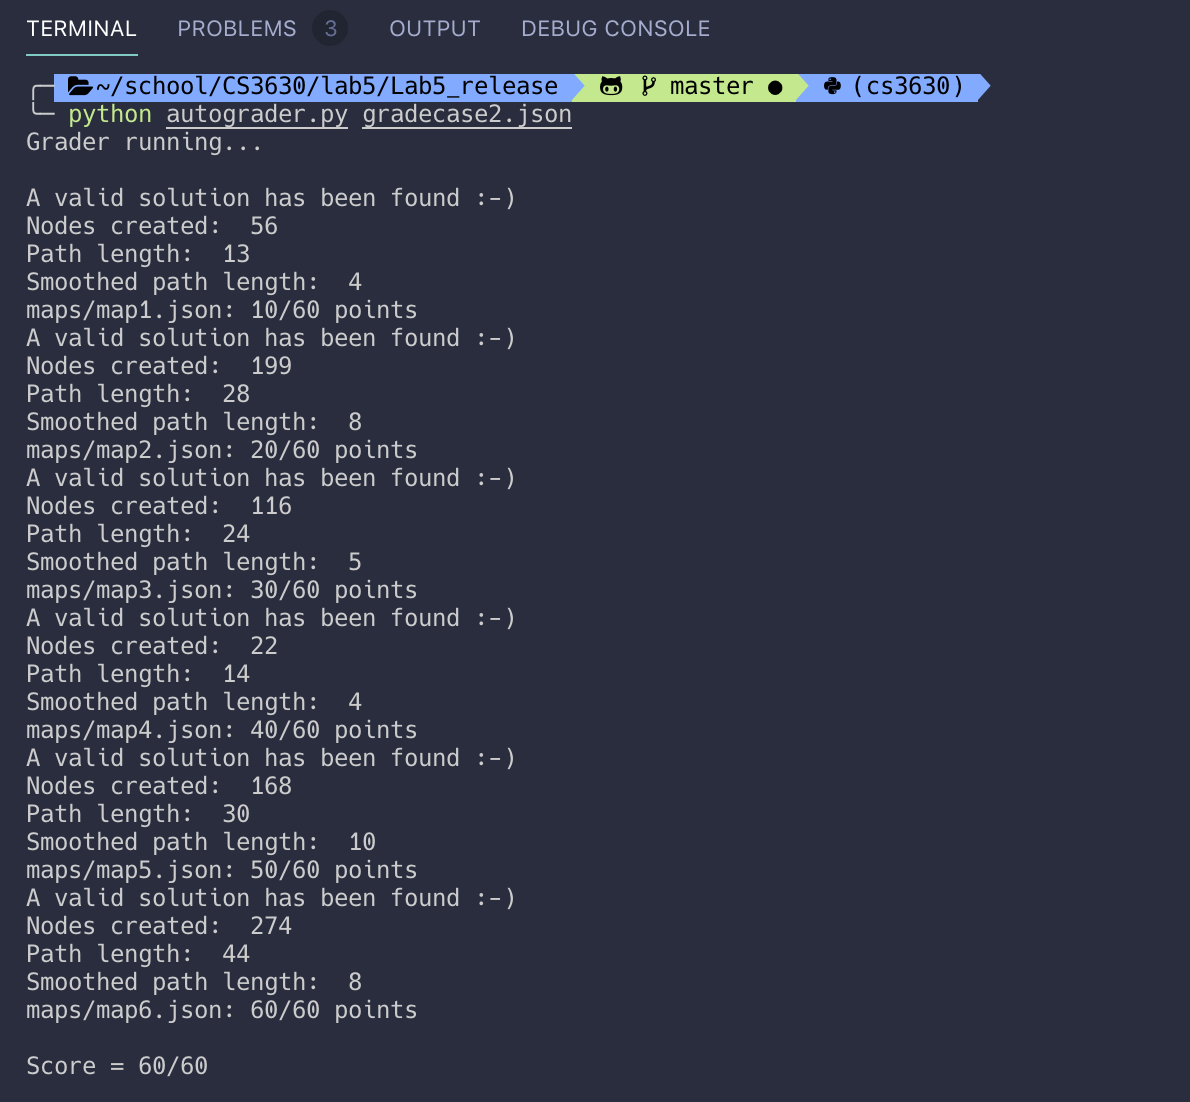 TERMINAL PROBLEMS 3 OUTPUT DEBUG CONSOLE
~/school/CS3630/lab5/Lab5_release master ● (cs3630)
python autograder.py gradecase2.json
Grader running...
A valid solution has been found :-)
Nodes created:  56
Path length:  13
Smoothed path length:  4
maps/map1.json: 10/60 points
A valid solution has been found :-)
Nodes created:  199
Path length:  28
Smoothed path length:  8
maps/map2.json: 20/60 points
A valid solution has been found :-)
Nodes created:  116
Path length:  24
Smoothed path length:  5
maps/map3.json: 30/60 points
A valid solution has been found :-)
Nodes created:  22
Path length:  14
Smoothed path length:  4
maps/map4.json: 40/60 points
A valid solution has been found :-)
Nodes created:  168
Path length:  30
Smoothed path length:  10
maps/map5.json: 50/60 points
A valid solution has been found :-)
Nodes created:  274
Path length:  44
Smoothed path length:  8
maps/map6.json: 60/60 points
Score = 60/60